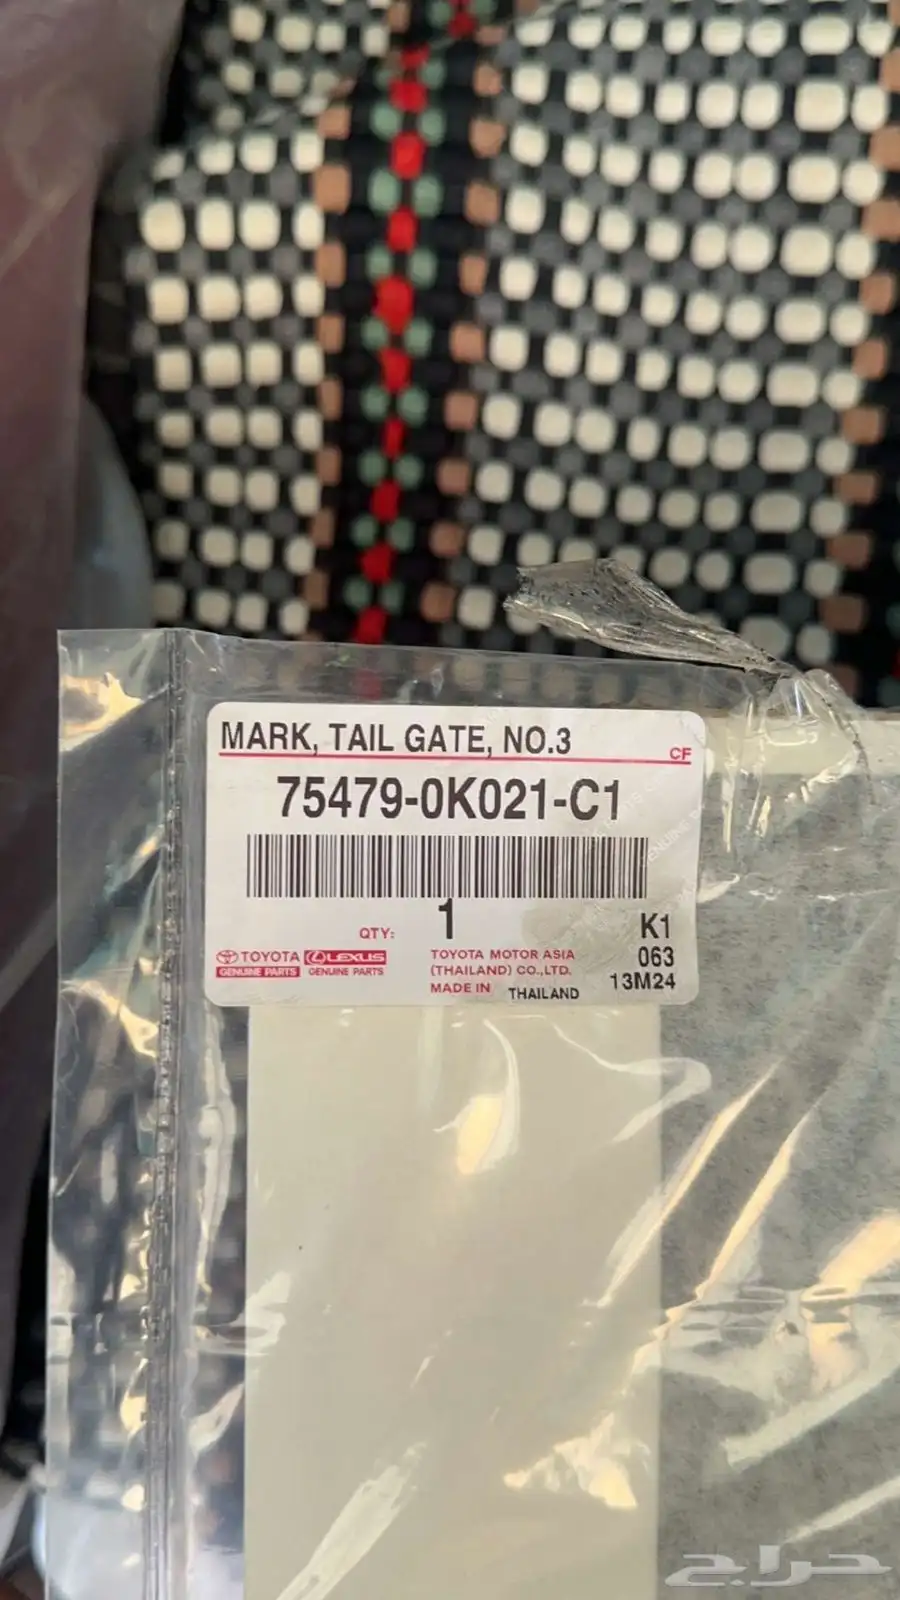 MARK, TAIL GATE, NO.3
CF
75479-0K021-C1
QTY: 1
K1
063
13M24
TOYOTA
GENUINE PARTS
LEXUS
GENUINE PARTS
TOYOTA MOTOR ASIA
(THAILAND) CO.,LTD.
MADE IN THAILAND
حراج